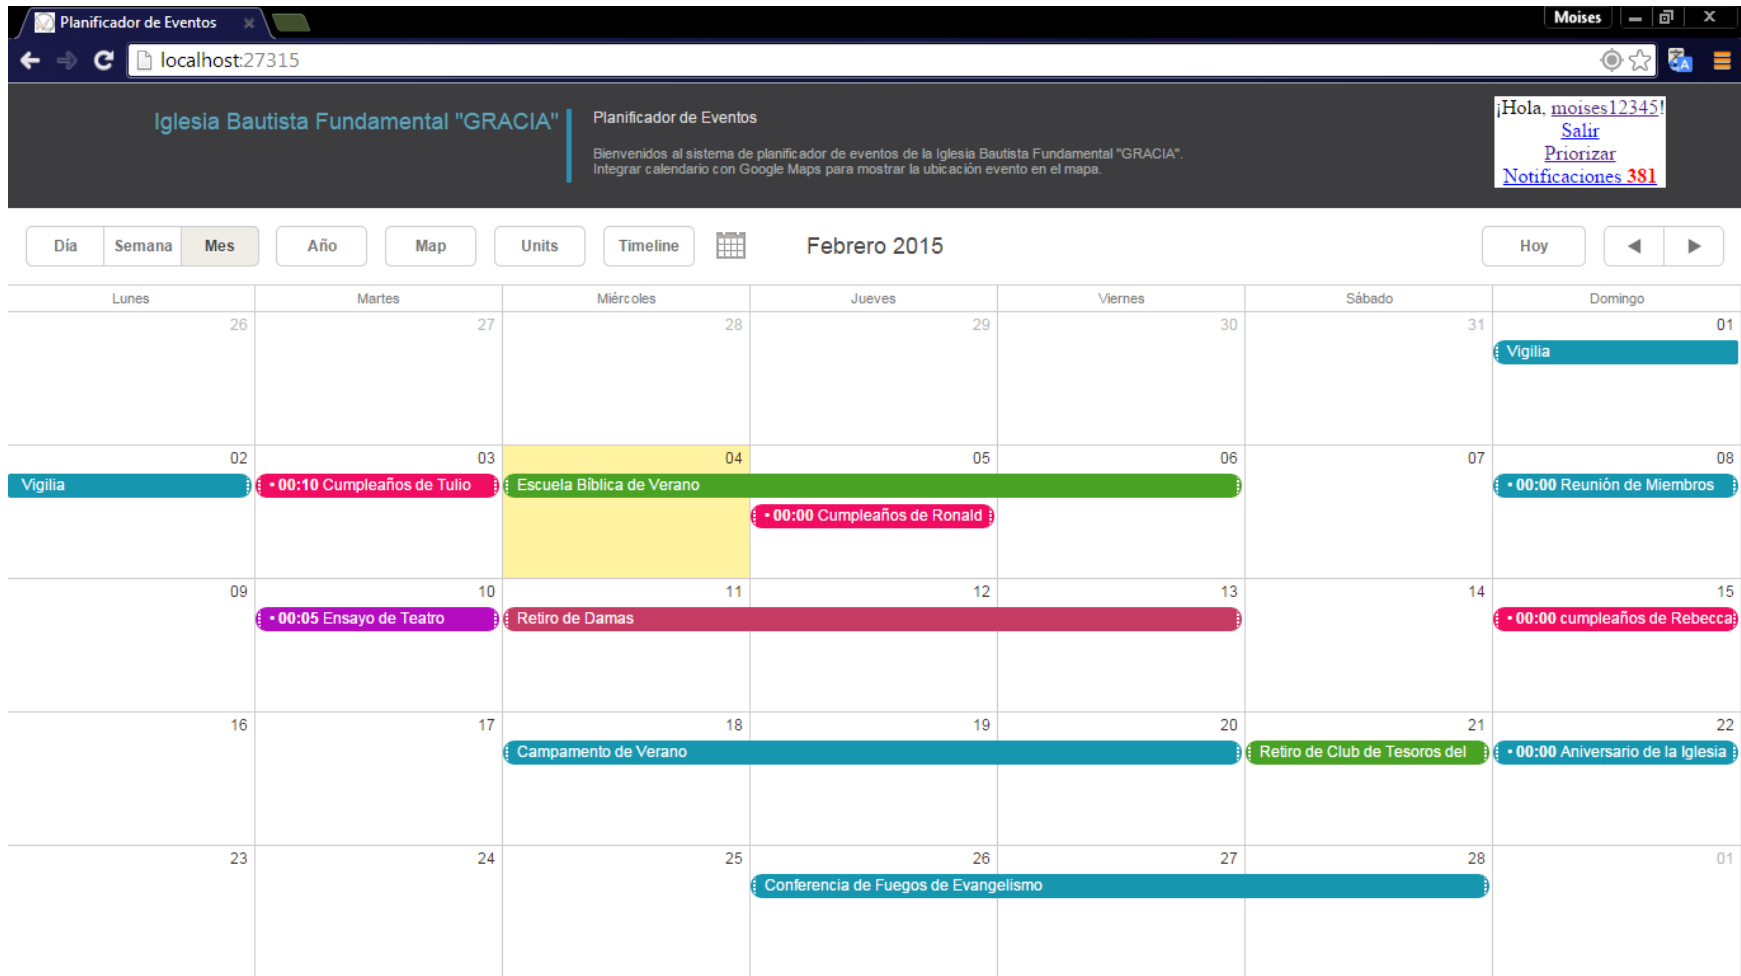 Planificador de Eventos
Moises
localhost:27315
Iglesia Bautista Fundamental "GRACIA"
Planificador de Eventos
Bienvenidos al sistema de planificador de eventos de la Iglesia Bautista Fundamental "GRACIA".
Integrar calendario con Google Maps para mostrar la ubicación evento en el mapa.
¡Hola, moises12345!
Salir
Priorizar
Notificaciones 381
Día Semana Mes Año Map Units Timeline Febrero 2015 Hoy
Lunes Martes Miércoles Jueves Viernes Sábado Domingo
26 27 28 29 30 31 01
Vigilia
02 03 04 05 06 07 08
Vigilia • 00:10 Cumpleaños de Tulio Escuela Bíblica de Verano • 00:00 Reunión de Miembros
• 00:00 Cumpleaños de Ronald
09 10 11 12 13 14 15
• 00:05 Ensayo de Teatro Retiro de Damas • 00:00 cumpleaños de Rebecca
16 17 18 19 20 21 22
Campamento de Verano Retiro de Club de Tesoros del • 00:00 Aniversario de la Iglesia
23 24 25 26 27 28 01
Conferencia de Fuegos de Evangelismo